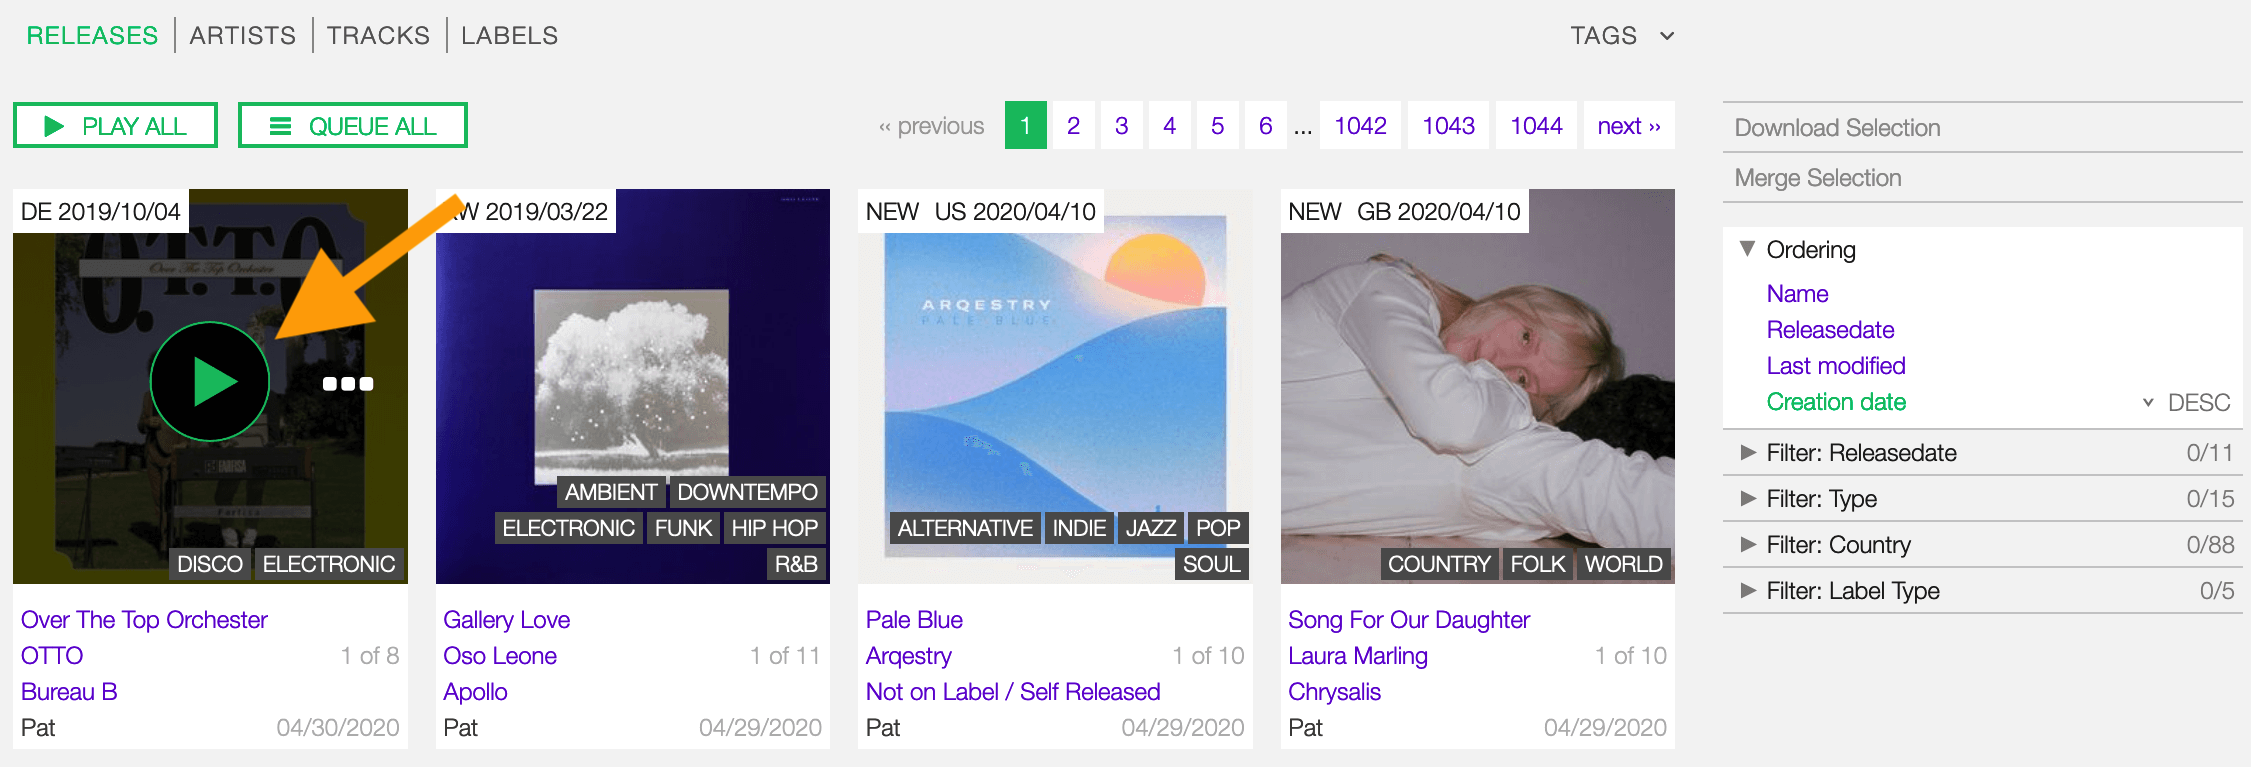 RELEASES ARTISTS TRACKS LABELS
TAGS
PLAY ALL
QUEUE ALL
‹‹ previous 1 2 3 4 5 6 ... 1042 1043 1044 next ››
DE 2019/10/04
O.T.T.O
Over The Top Orchester
FARFISA
DISCO ELECTRONIC
Over The Top Orchester
OTTO 1 of 8
Bureau B
Pat 04/30/2020
W 2019/03/22
AMBIENT DOWNTEMPO
ELECTRONIC FUNK HIP HOP
R&B
Gallery Love
Oso Leone 1 of 11
Apollo
Pat 04/29/2020
NEW US 2020/04/10
ARQESTRY
PALE BLUE
ALTERNATIVE INDIE JAZZ POP
SOUL
Pale Blue
Arqestry 1 of 10
Not on Label / Self Released
Pat 04/29/2020
NEW GB 2020/04/10
COUNTRY FOLK WORLD
Song For Our Daughter
Laura Marling 1 of 10
Chrysalis
Pat 04/29/2020
Download Selection
Merge Selection
Ordering
Name
Releasedate
Last modified
Creation date DESC
Filter: Releasedate 0/11
Filter: Type 0/15
Filter: Country 0/88
Filter: Label Type 0/5